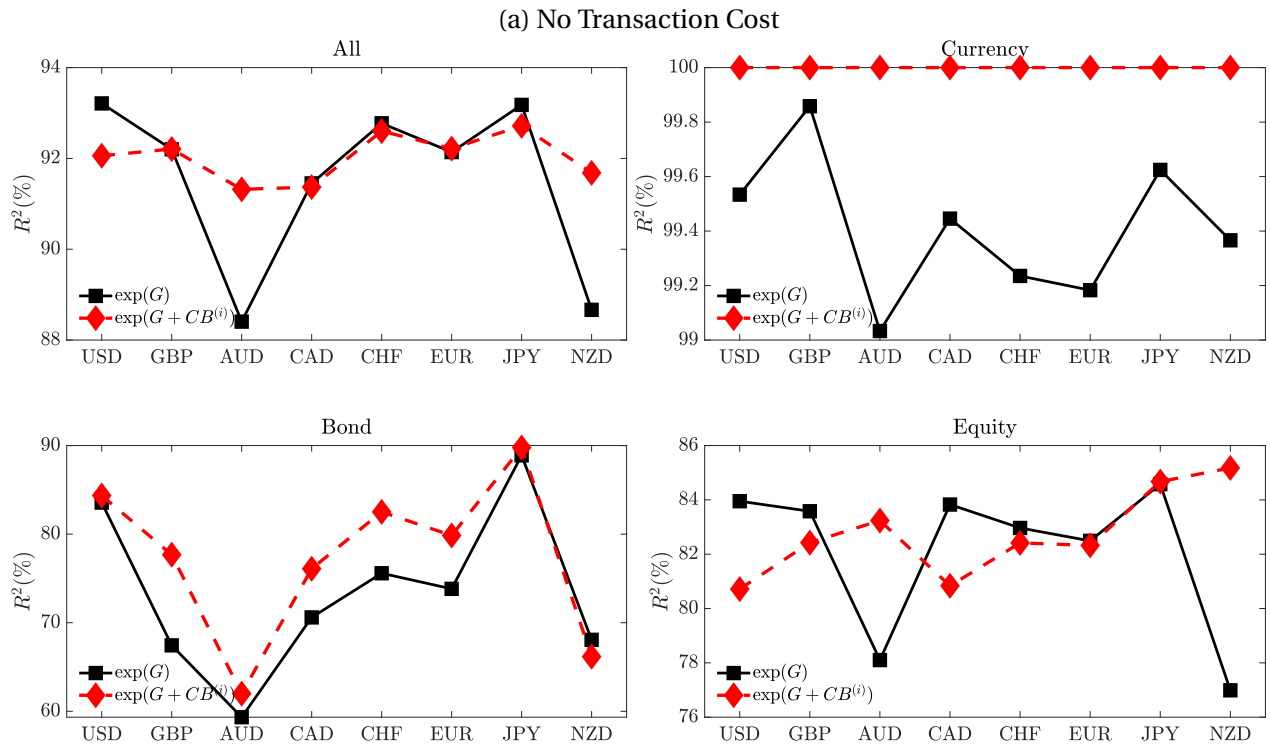 (a) No Transaction Cost
All
94
92
90
88
R²(%)
exp(G)
exp(G + CB⁽ⁱ⁾)
USD GBP AUD CAD CHF EUR JPY NZD
Currency
100
99.8
99.6
99.4
99.2
99
R²(%)
exp(G)
exp(G + CB⁽ⁱ⁾)
USD GBP AUD CAD CHF EUR JPY NZD
Bond
90
80
70
60
R²(%)
exp(G)
exp(G + CB⁽ⁱ⁾)
USD GBP AUD CAD CHF EUR JPY NZD
Equity
86
84
82
80
78
76
R²(%)
exp(G)
exp(G + CB⁽ⁱ⁾)
USD GBP AUD CAD CHF EUR JPY NZD